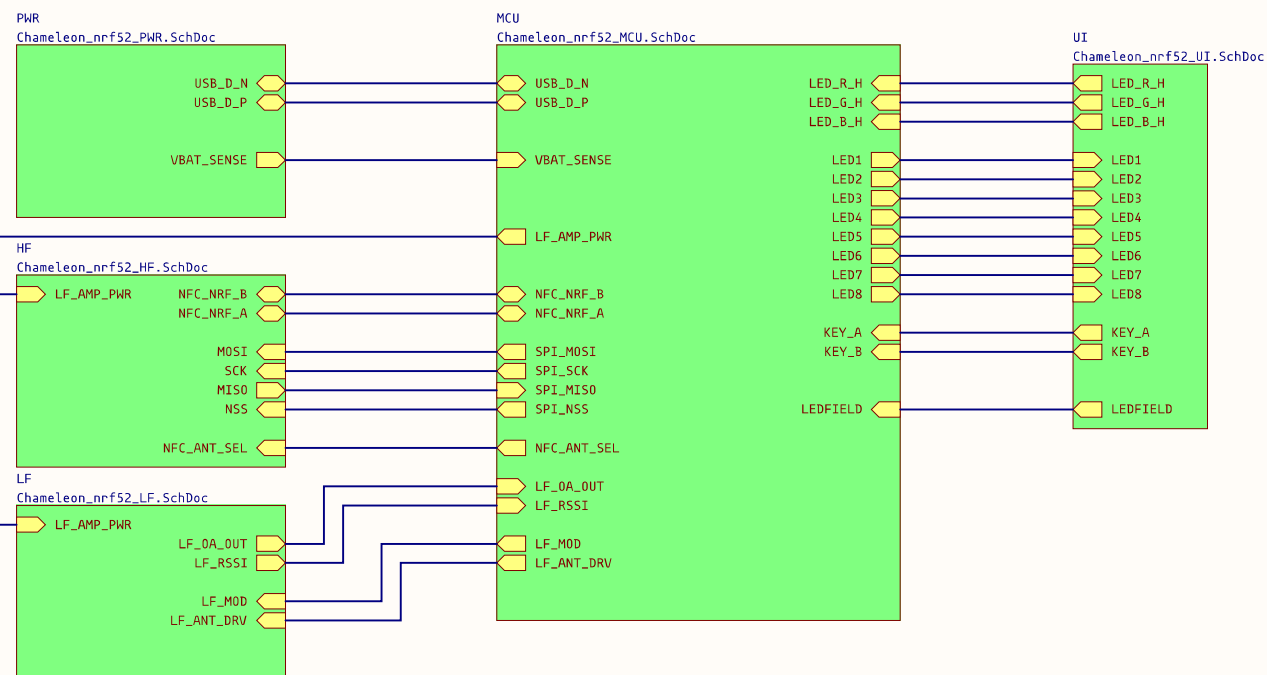 PWR
Chameleon_nrf52_PWR.SchDoc
USB_D_N
USB_D_P
VBAT_SENSE
HF
Chameleon_nrf52_HF.SchDoc
LF_AMP_PWR
NFC_NRF_B
NFC_NRF_A
MOSI
SCK
MISO
NSS
NFC_ANT_SEL
LF
Chameleon_nrf52_LF.SchDoc
LF_AMP_PWR
LF_OA_OUT
LF_RSSI
LF_MOD
LF_ANT_DRV
MCU
Chameleon_nrf52_MCU.SchDoc
USB_D_N
USB_D_P
VBAT_SENSE
LF_AMP_PWR
NFC_NRF_B
NFC_NRF_A
SPI_MOSI
SPI_SCK
SPI_MISO
SPI_NSS
NFC_ANT_SEL
LF_OA_OUT
LF_RSSI
LF_MOD
LF_ANT_DRV
LED_R_H
LED_G_H
LED_B_H
LED1
LED2
LED3
LED4
LED5
LED6
LED7
LED8
KEY_A
KEY_B
LEDFIELD
UI
Chameleon_nrf52_UI.SchDoc
LED_R_H
LED_G_H
LED_B_H
LED1
LED2
LED3
LED4
LED5
LED6
LED7
LED8
KEY_A
KEY_B
LEDFIELD